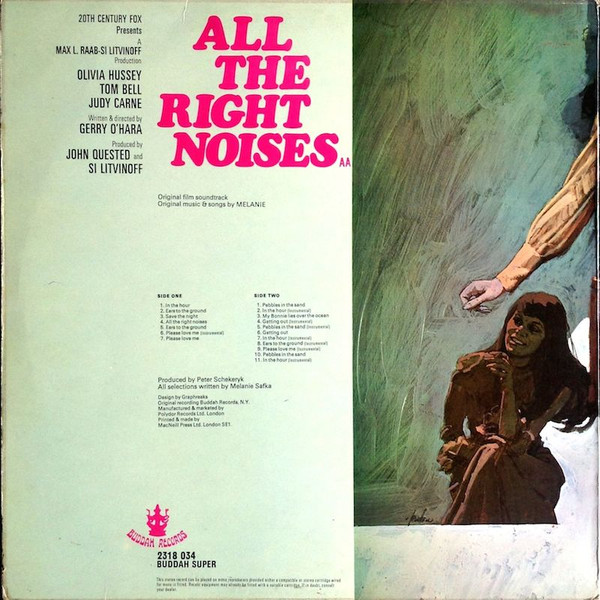 20TH CENTURY FOX
Presents
A
MAX L. RAAB-SI LITVINOFF
Production
OLIVIA HUSSEY
TOM BELL
JUDY CARNE
Written & directed by
GERRY O'HARA
Produced by
JOHN QUESTED and
SI LITVINOFF
ALL
THE
RIGHT
NOISES
AA
Original film soundtrack
Original music & songs by MELANIE
SIDE ONE
1. In the hour
2. Ears to the ground
3. Save the night
4. All the right noises
5. Ears to the ground
6. Please love me (Instrumental)
7. Please love me
SIDE TWO
1. Pebbles in the sand
2. In the hour (Instrumental)
3. My Bonnie lies over the ocean
4. Getting out (Instrumental)
5. Pebbles in the sand (Instrumental)
6. Getting out
7. In the hour (Instrumental)
8. Ears to the ground (Instrumental)
9. Please love me (Instrumental)
10. Pebbles in the sand
11. In the hour (Instrumental)
Produced by Peter Schekeryk
All selections written by Melanie Safka
Design by Graphreaks
Original recording Buddah Records, N.Y.
Manufactured & marketed by
Polydor Records Ltd. London
Printed & made by
MacNeill Press Ltd. London SE1.
BUDDAH RECORDS
2318 034
BUDDAH SUPER